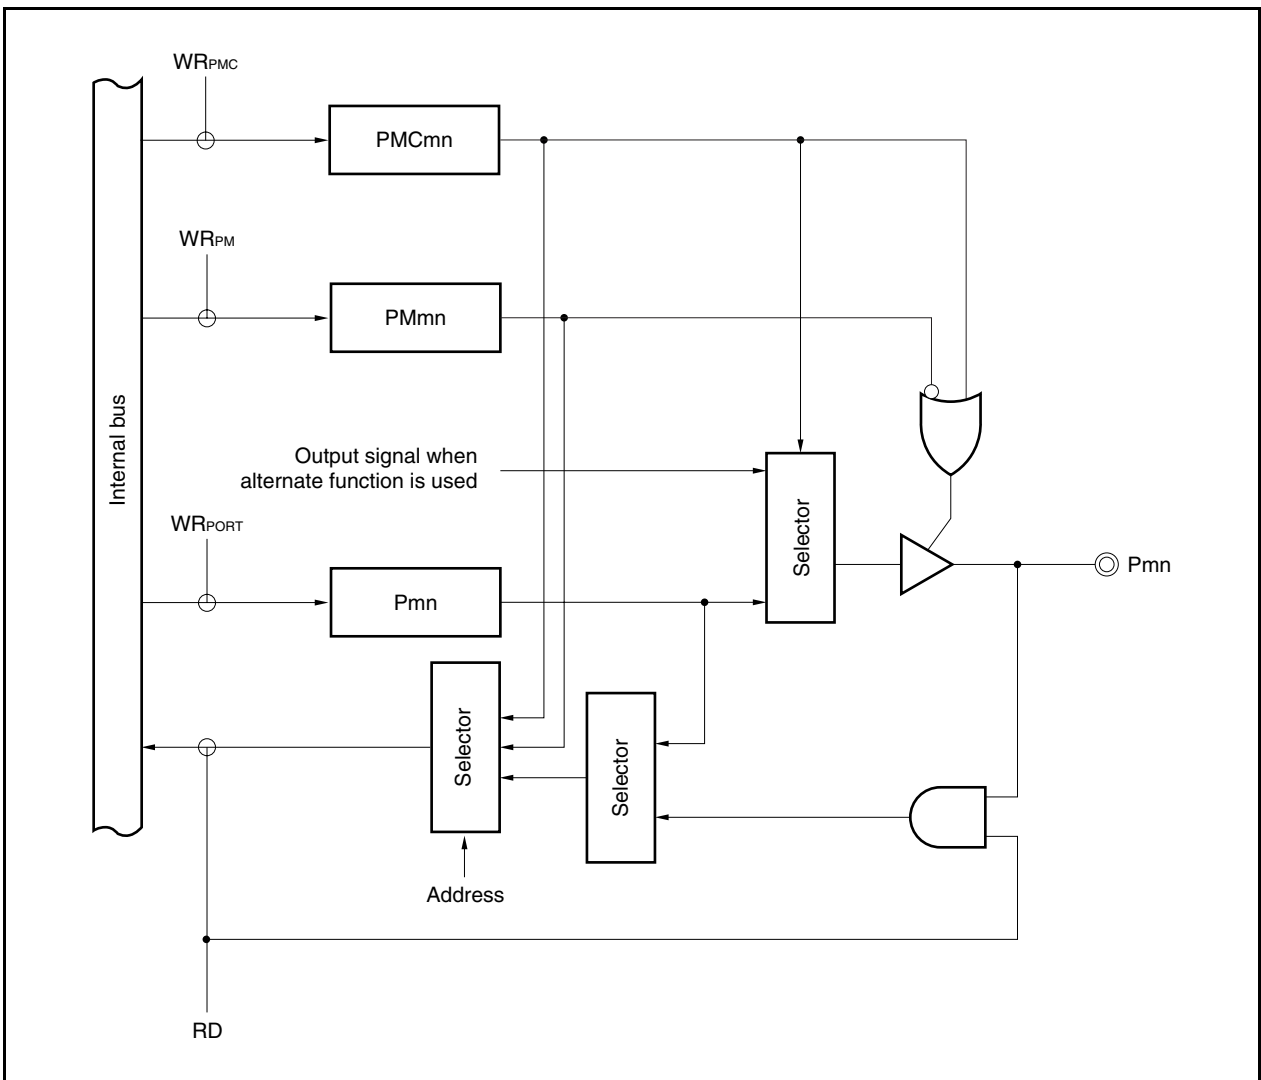 WRPMC
PMCmn
WRPM
PMmn
Internal bus
Output signal when
alternate function is used
Selector
WRPORT
Pmn
Pmn
Selector
Selector
Address
RD